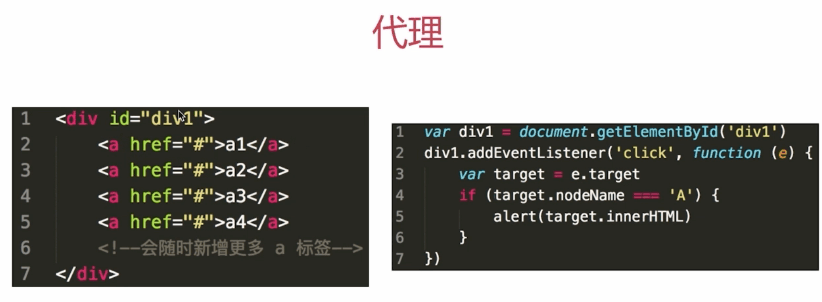 代理
1 <div id="div1">
2 <a href="#">a1</a>
3 <a href="#">a2</a>
4 <a href="#">a3</a>
5 <a href="#">a4</a>
6 <!--会随时新增更多 a 标签-->
7 </div>
1 var div1 = document.getElementById('div1')
2 div1.addEventListener('click', function (e) {
3 var target = e.target
4 if (target.nodeName === 'A') {
5 alert(target.innerHTML)
6 }
7 })